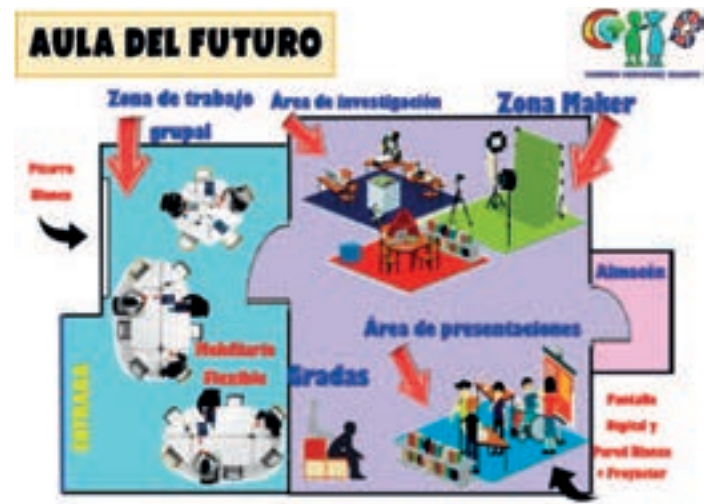 AULA DEL FUTURO
Zona de trabajo
grupal
Área de investigación
Zona Maker
Pizarra
Blanca
Almacén
Área de presentaciones
Mobiliario
Flexible
Gradas
ENTRADA
Pantalla
Digital y
Pared Blanca
+ Proyector